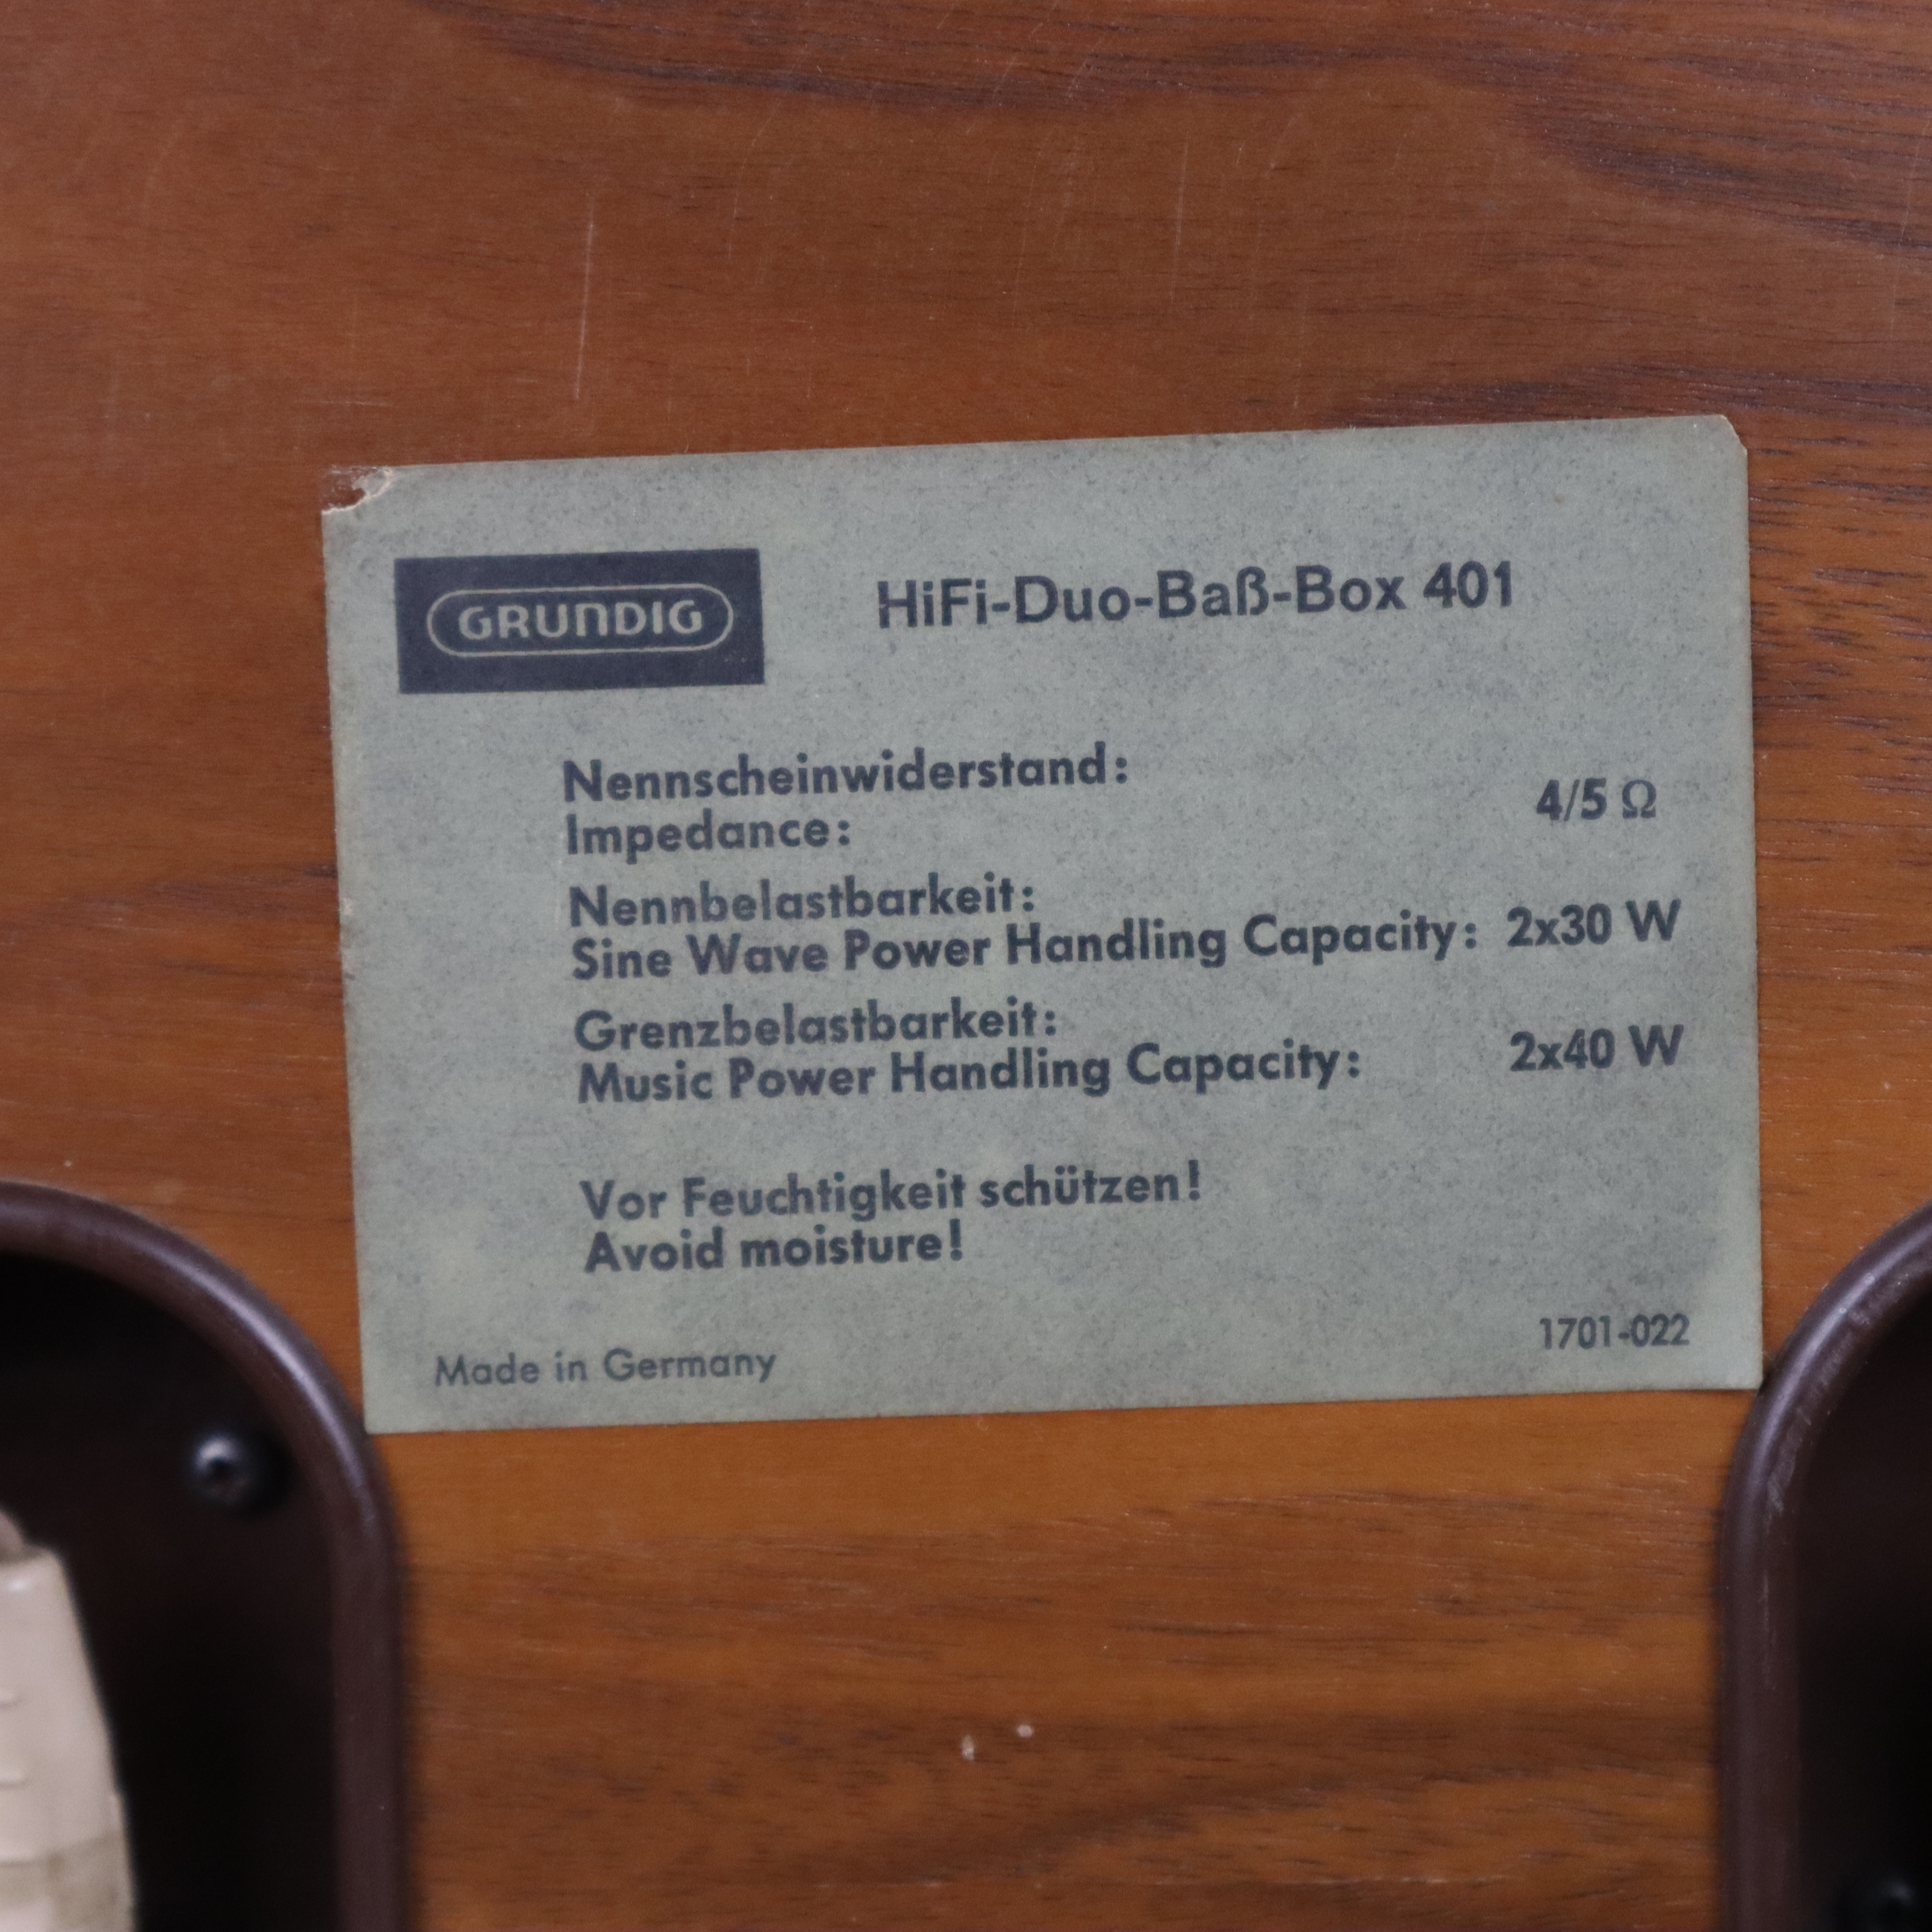 GRUNDIG
HiFi-Duo-Baß-Box 401
Nennscheinwiderstand:
Impedance:
4/5 Ω
Nennbelastbarkeit:
Sine Wave Power Handling Capacity: 2x30 W
Grenzbelastbarkeit:
Music Power Handling Capacity: 2x40 W
Vor Feuchtigkeit schützen!
Avoid moisture!
Made in Germany
1701-022